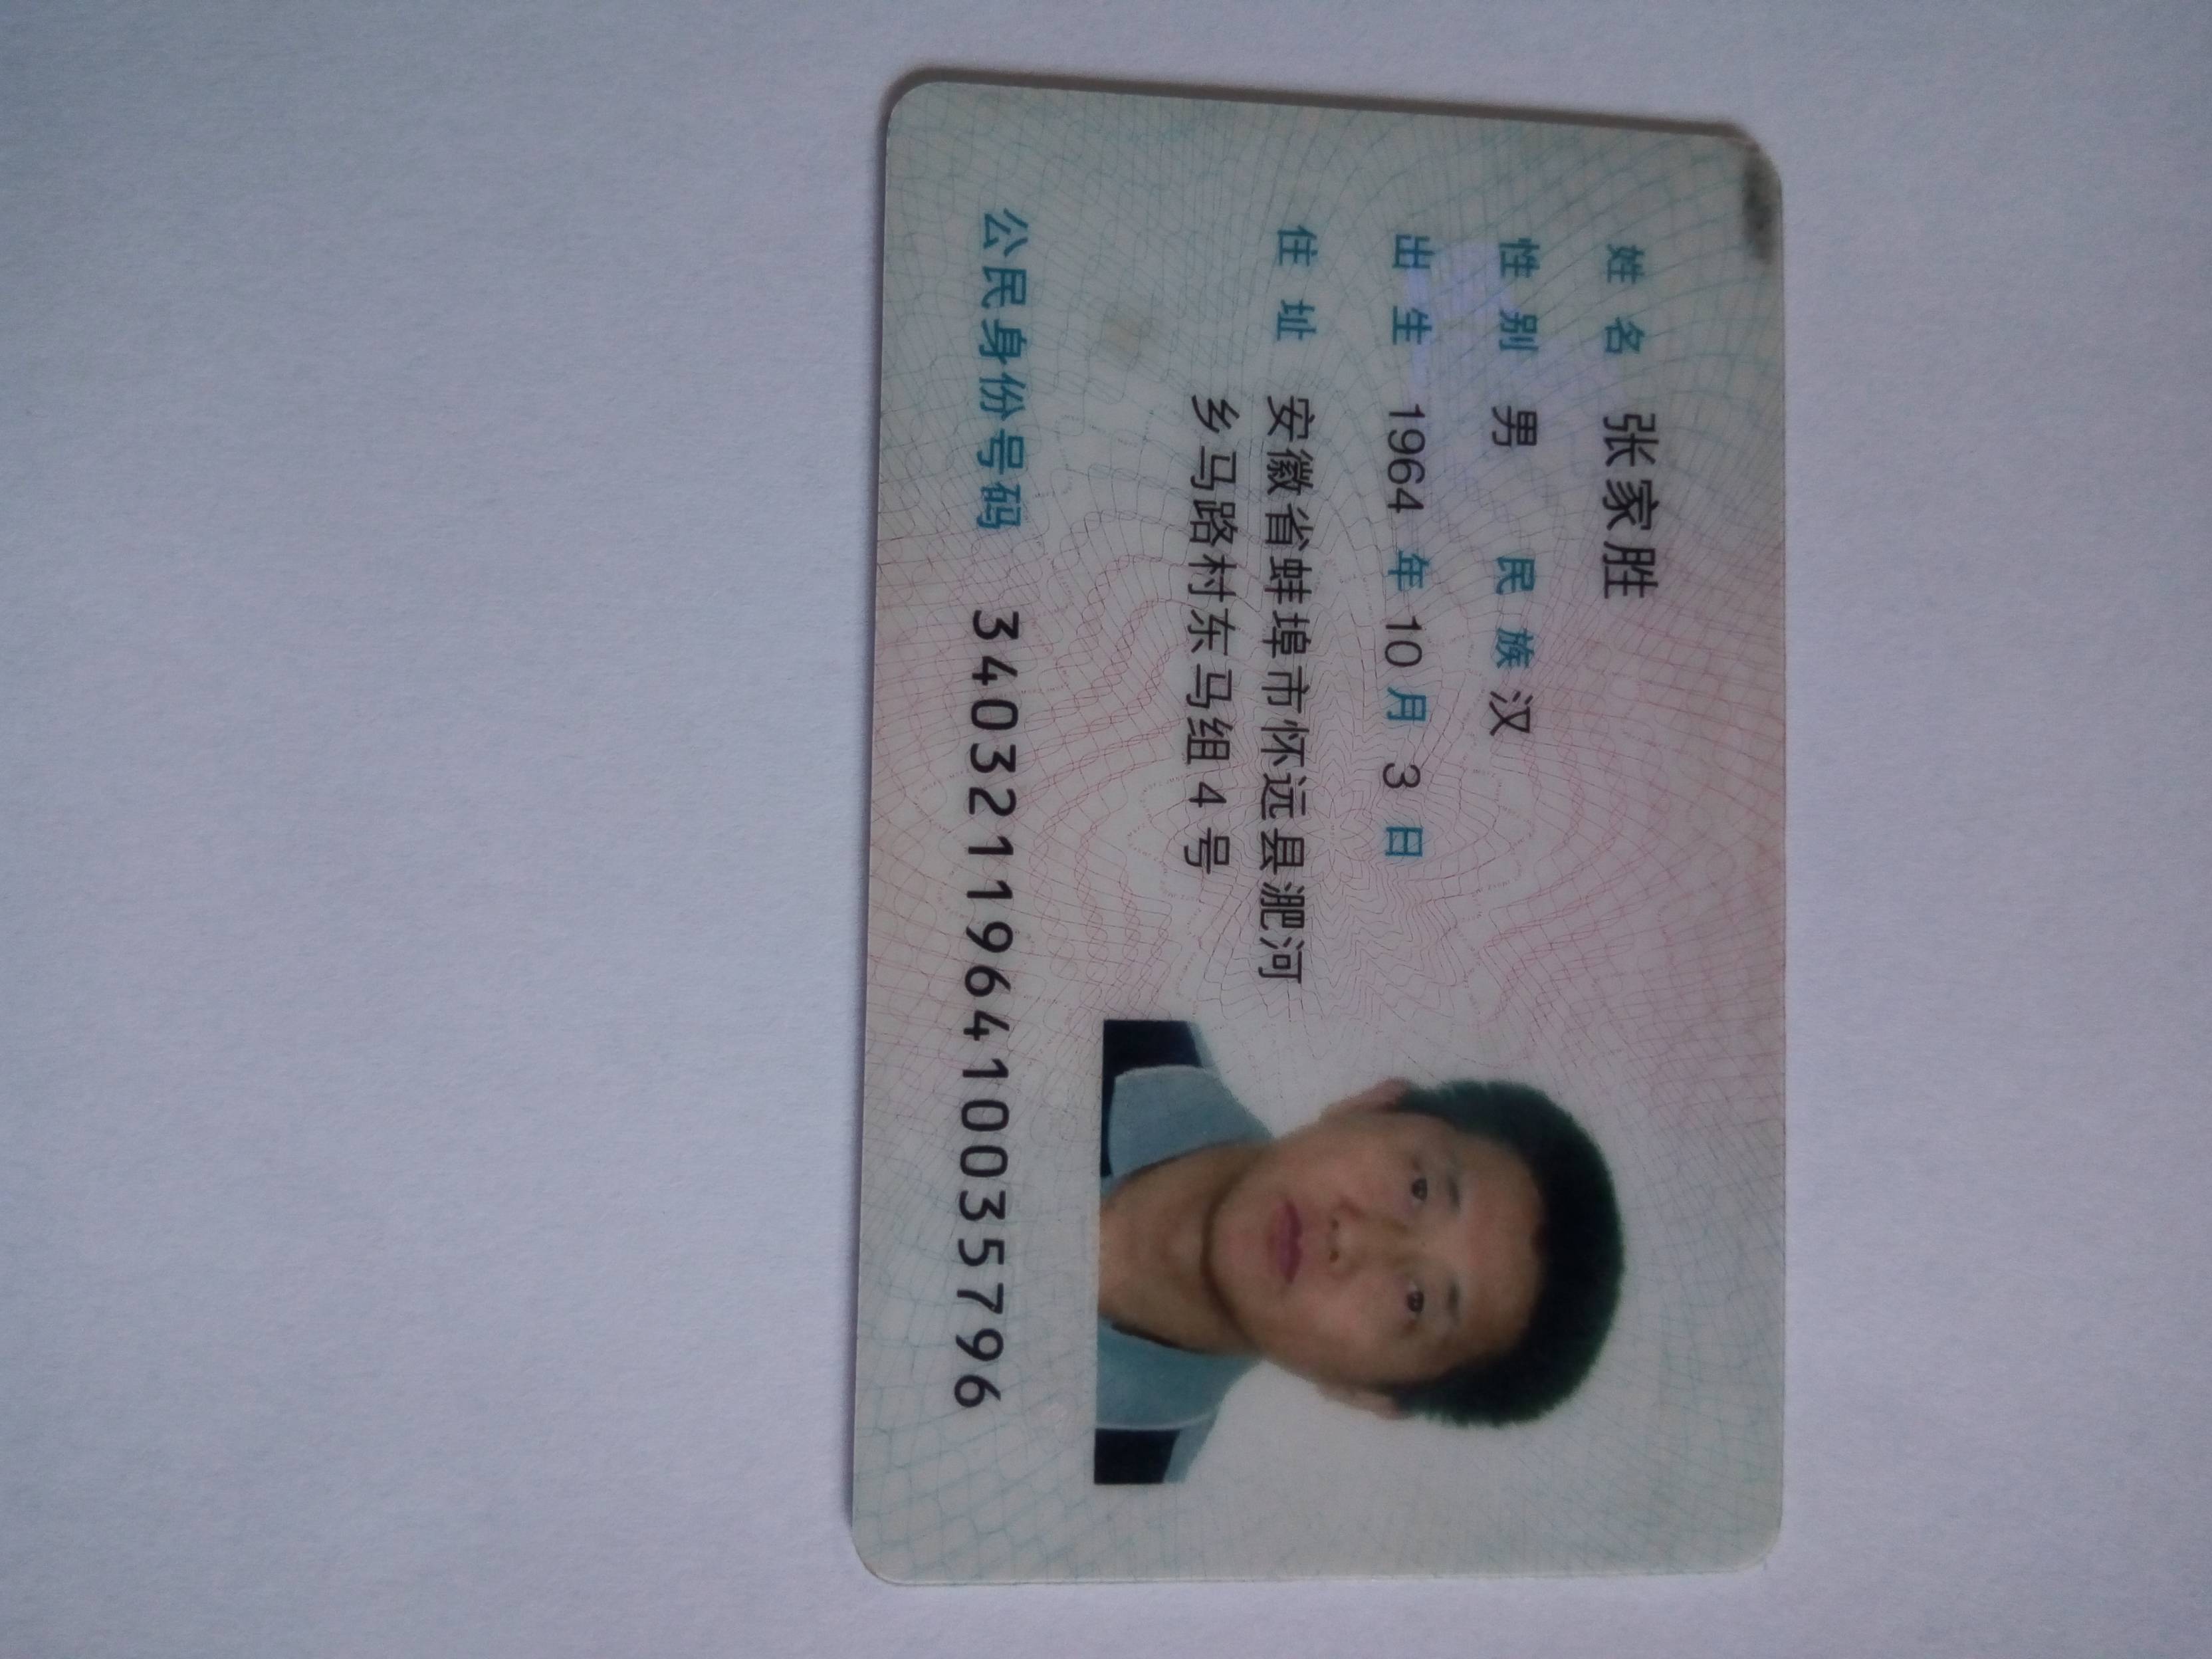 姓名 张家胜
性别 男 民族 汉
出生 1964 年 10 月 3 日
住址 安徽省蚌埠市怀远县淝河
乡马路村东马组4号
公民身份号码 340321196410035796